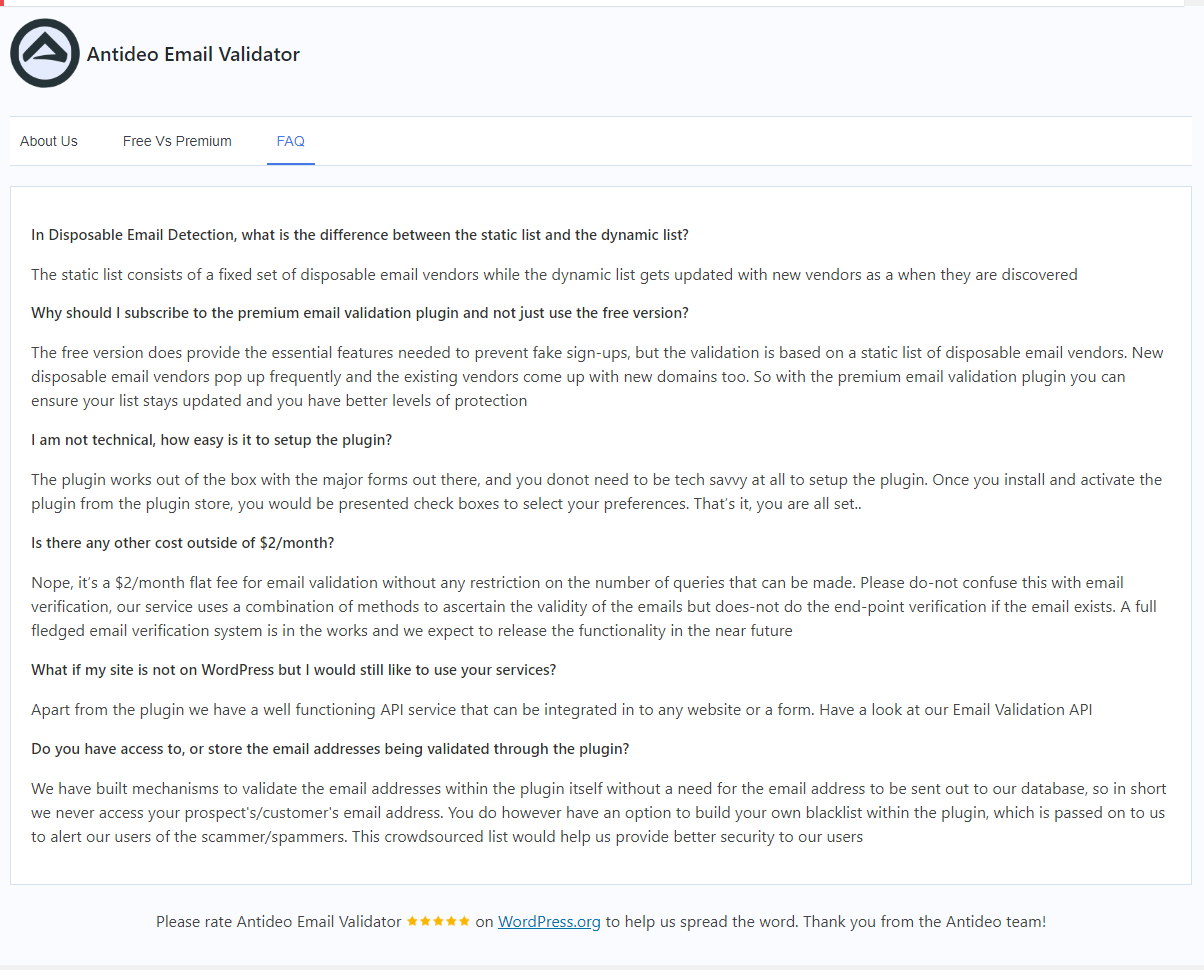 Antideo Email Validator
About Us Free Vs Premium FAQ
In Disposable Email Detection, what is the difference between the static list and the dynamic list?
The static list consists of a fixed set of disposable email vendors while the dynamic list gets updated with new vendors as a when they are discovered
Why should I subscribe to the premium email validation plugin and not just use the free version?
The free version does provide the essential features needed to prevent fake sign-ups, but the validation is based on a static list of disposable email vendors. New
disposable email vendors pop up frequently and the existing vendors come up with new domains too. So with the premium email validation plugin you can
ensure your list stays updated and you have better levels of protection
I am not technical, how easy is it to setup the plugin?
The plugin works out of the box with the major forms out there, and you donot need to be tech savvy at all to setup the plugin. Once you install and activate the
plugin from the plugin store, you would be presented check boxes to select your preferences. That’s it, you are all set..
Is there any other cost outside of $2/month?
Nope, it’s a $2/month flat fee for email validation without any restriction on the number of queries that can be made. Please do-not confuse this with email
verification, our service uses a combination of methods to ascertain the validity of the emails but does-not do the end-point verification if the email exists. A full
fledged email verification system is in the works and we expect to release the functionality in the near future
What if my site is not on WordPress but I would still like to use your services?
Apart from the plugin we have a well functioning API service that can be integrated in to any website or a form. Have a look at our Email Validation API
Do you have access to, or store the email addresses being validated through the plugin?
We have built mechanisms to validate the email addresses within the plugin itself without a need for the email address to be sent out to our database, so in short
we never access your prospect's/customer's email address. You do however have an option to build your own blacklist within the plugin, which is passed on to us
to alert our users of the scammer/spammers. This crowdsourced list would help us provide better security to our users
Please rate Antideo Email Validator ★★★★★ on WordPress.org to help us spread the word. Thank you from the Antideo team!